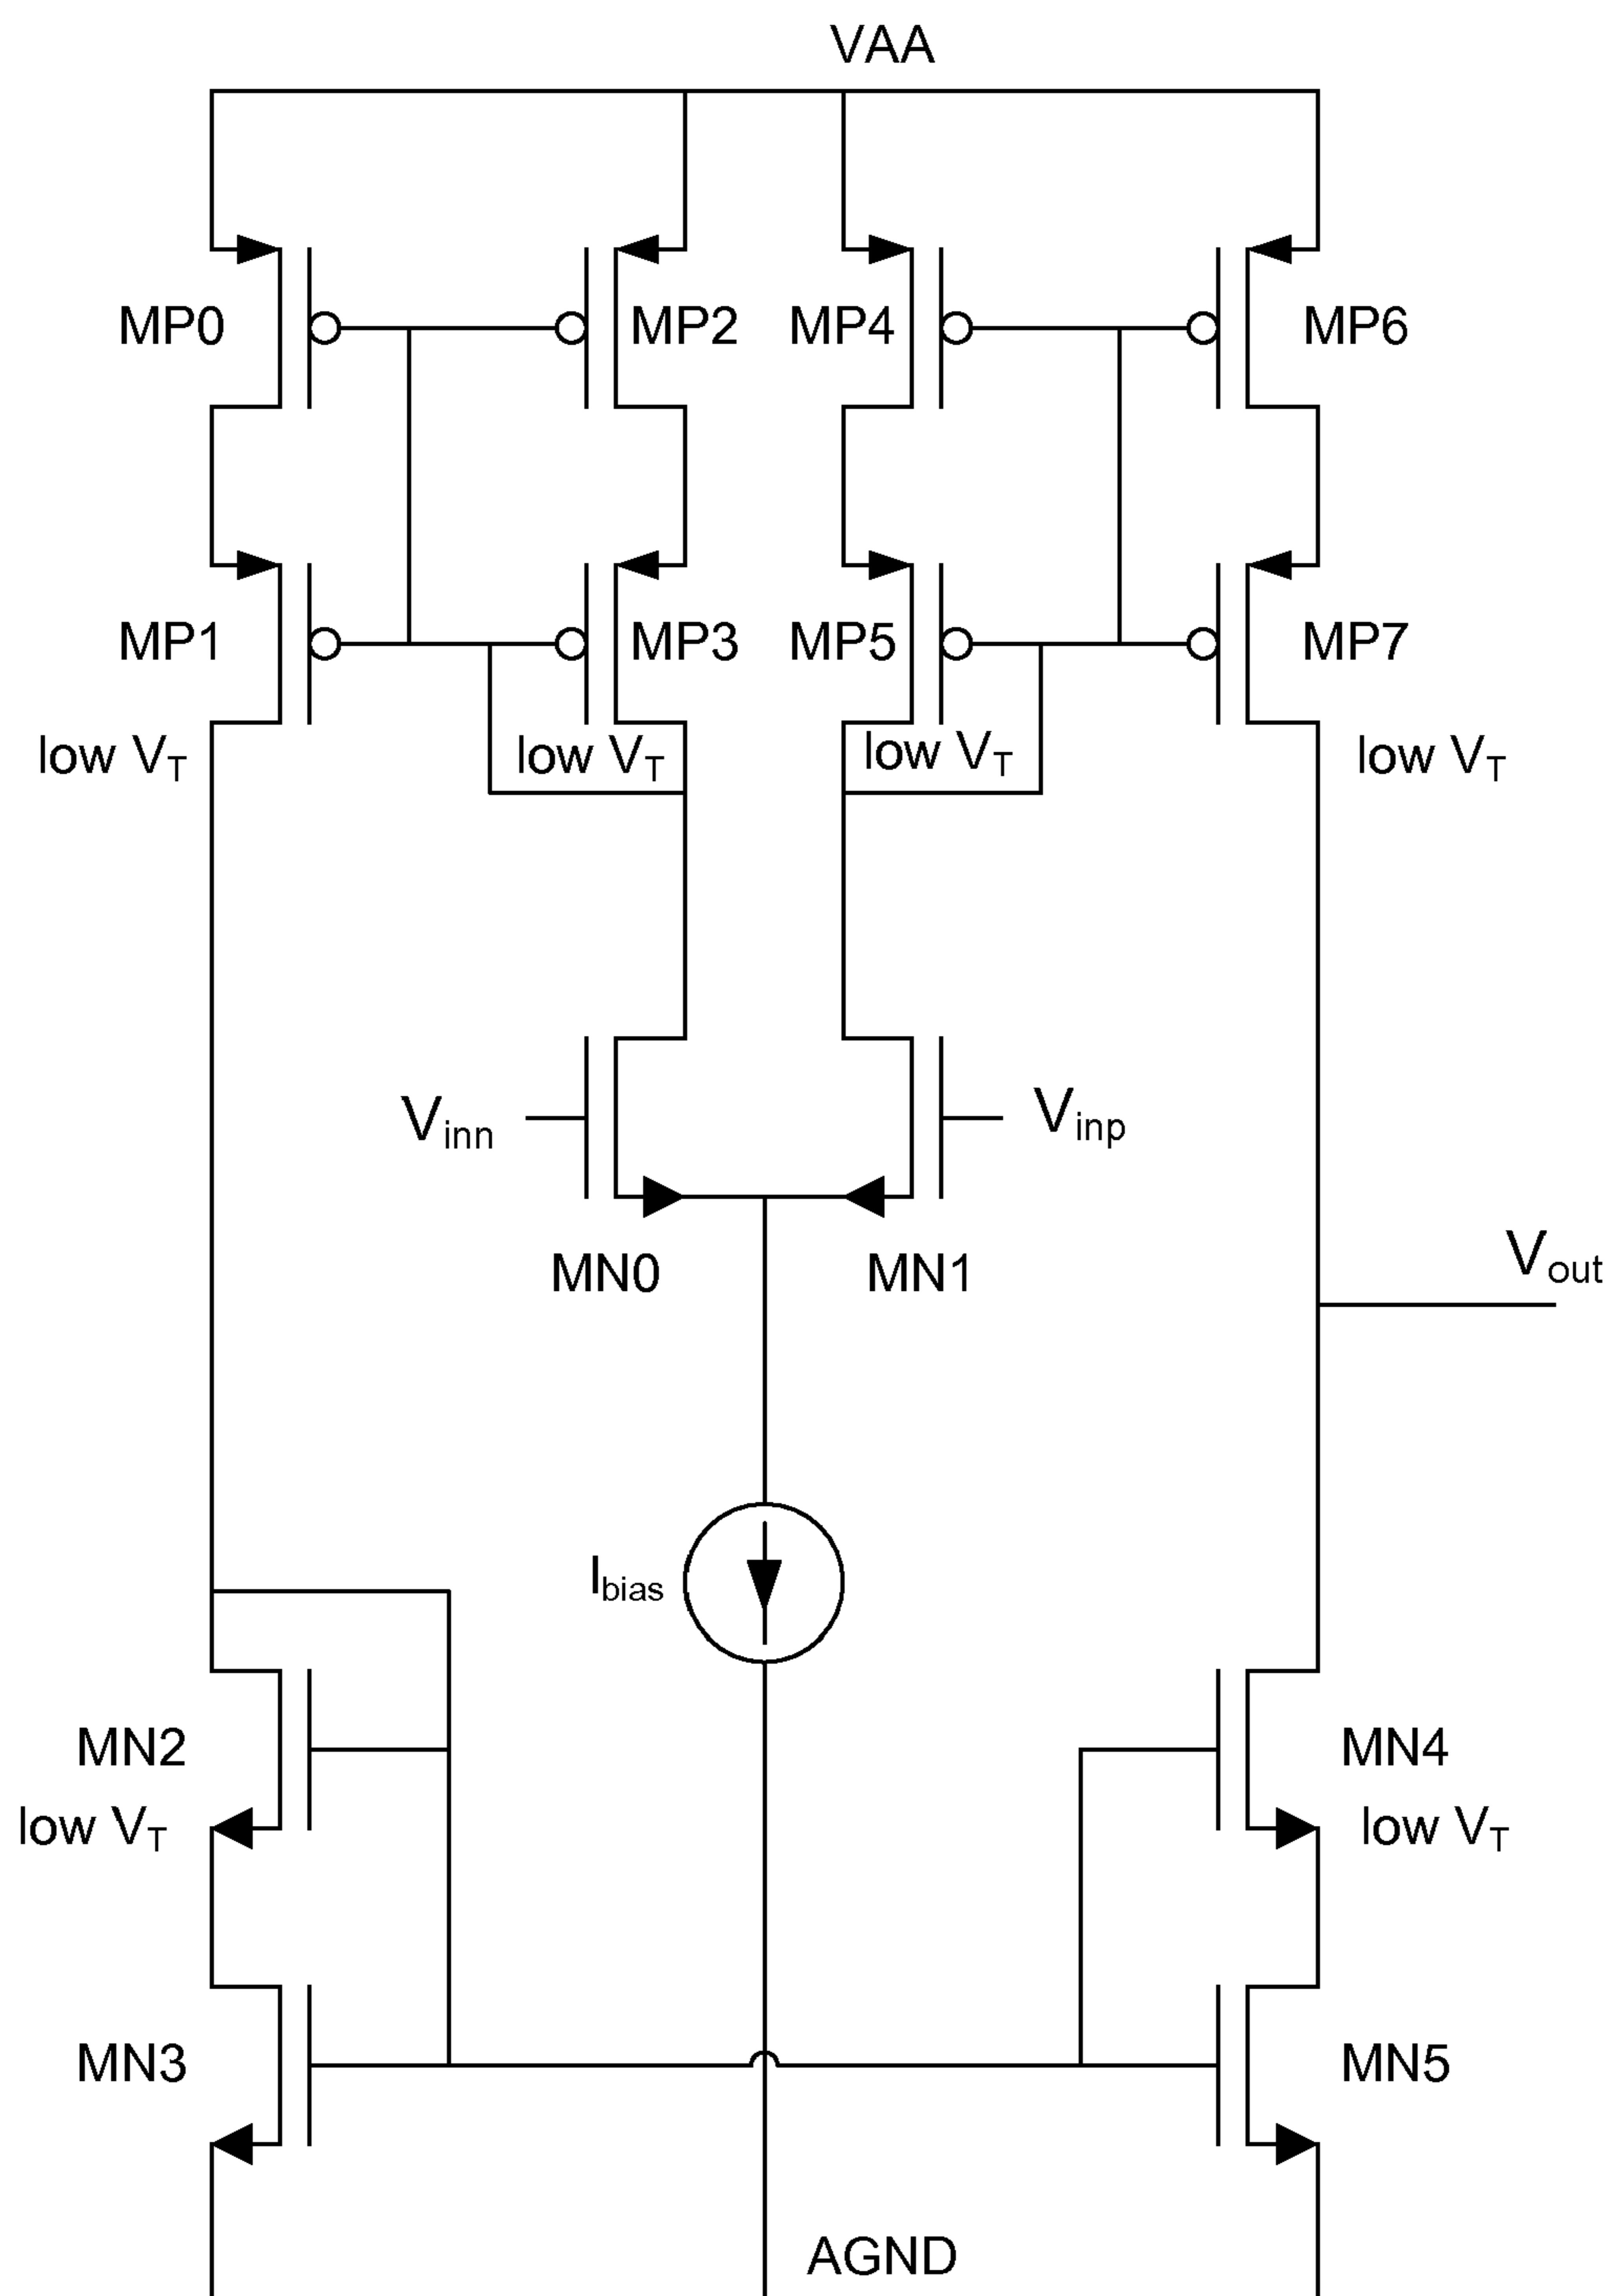 VAA
MP0
MP2
MP4
MP6
MP1
MP3
MP5
MP7
low VT
low VT
low VT
low VT
Vinn
Vinp
MN0
MN1
Vout
Ibias
MN2
MN4
low VT
low VT
MN3
MN5
AGND